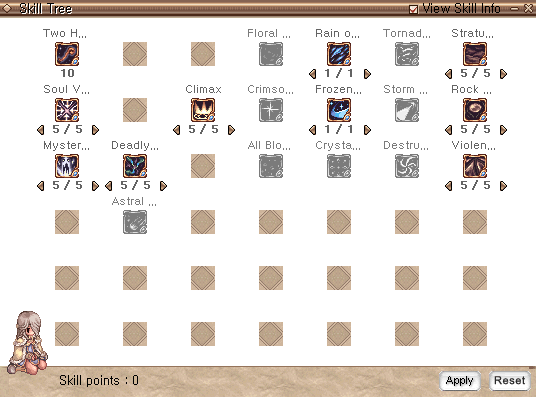 Skill Tree View Skill Info
Two H... Floral ... Rain o... Tornad... Stratu...
10 1 / 1 5 / 5
Soul V... Climax Crimso... Frozen... Storm ... Rock ...
5 / 5 5 / 5 1 / 1 5 / 5
Myster... Deadly... All Blo... Crysta... Destru... Violen...
5 / 5 5 / 5 5 / 5
Astral ...
Skill points : 0 Apply Reset